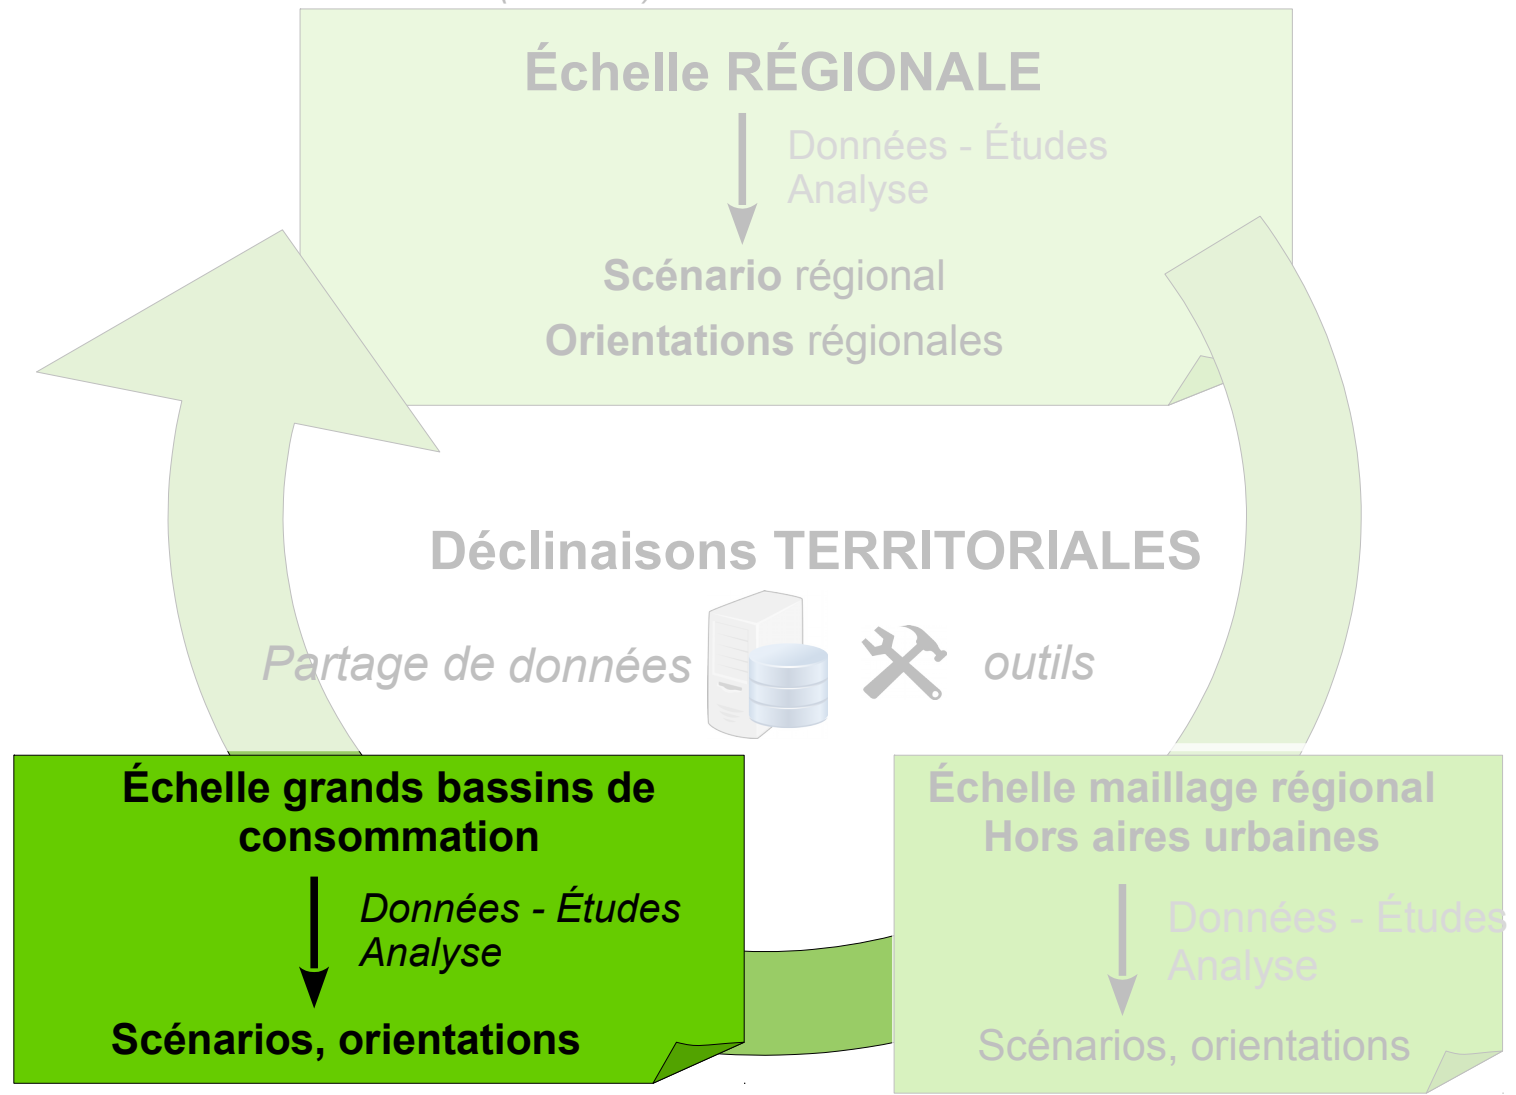 Échelle RÉGIONALE
Données - Études
Analyse
Scénario régional
Orientations régionales
Déclinaisons TERRITORIALES
Partage de données
outils
Échelle grands bassins de
consommation
Données - Études
Analyse
Scénarios, orientations
Échelle maillage régional
Hors aires urbaines
Données - Études
Analyse
Scénarios, orientations